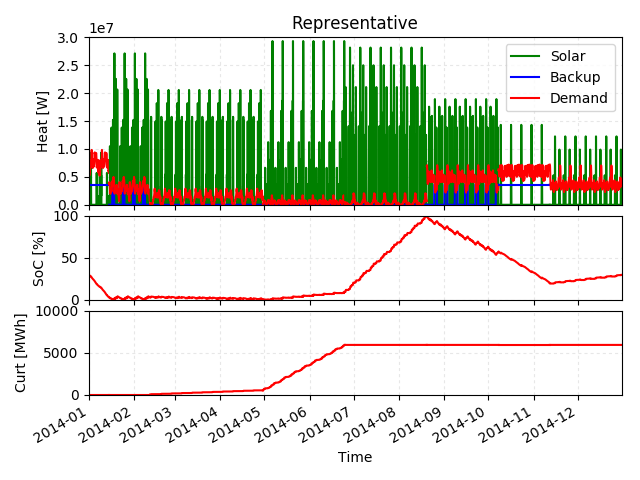 Representative
1e7
3.0
2.5
2.0
1.5
1.0
0.5
0.0
Heat [W]
Solar
Backup
Demand
100
50
0
SoC [%]
10000
5000
0
Curt [MWh]
2014-01
2014-02
2014-03
2014-04
2014-05
2014-06
2014-07
2014-08
2014-09
2014-10
2014-11
2014-12
Time